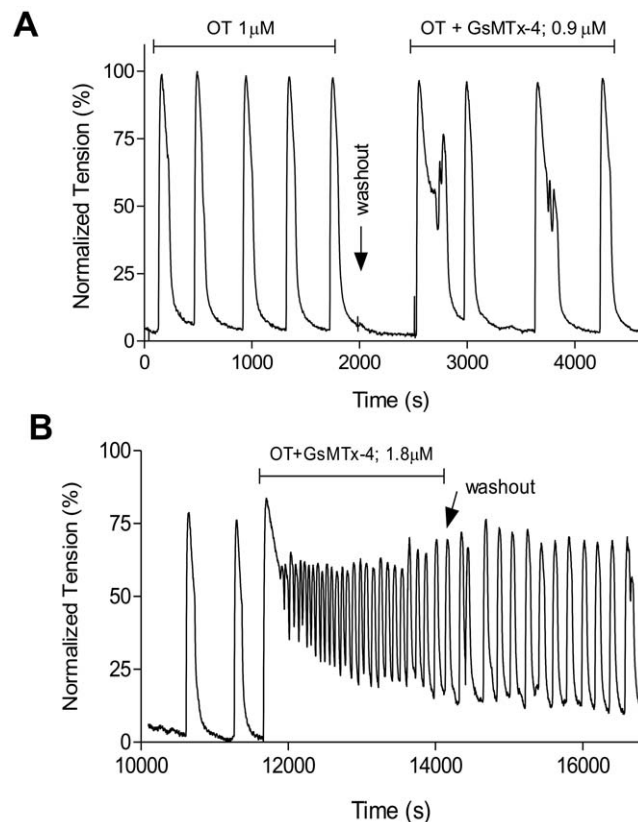 A
OT 1μM
OT + GsMTx-4; 0.9 μM
100
75
50
25
0
Normalized Tension (%)
washout
0
1000
2000
3000
4000
Time (s)
B
OT+GsMTx-4; 1.8μM
washout
100
75
50
25
0
Normalized Tension (%)
10000
12000
14000
16000
Time (s)